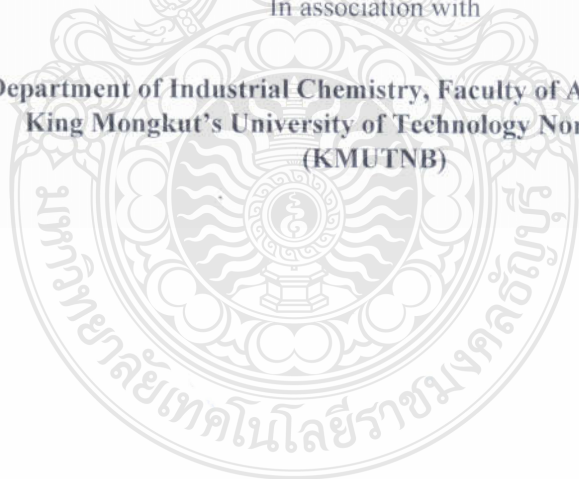 In association with
Department of Industrial Chemistry, Faculty of A
King Mongkut's University of Technology Nor
(KMUTNB)
มหาวิทยาลัยเทคโนโลยีราชมงคลธัญบุรี